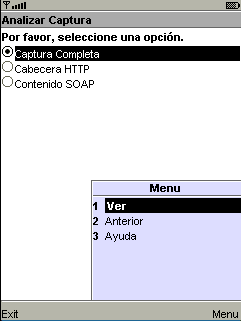 Analizar Captura
Por favor, seleccione una opción.
Captura Completa
Cabecera HTTP
Contenido SOAP
Menu
1 Ver
2 Anterior
3 Ayuda
Exit Menu